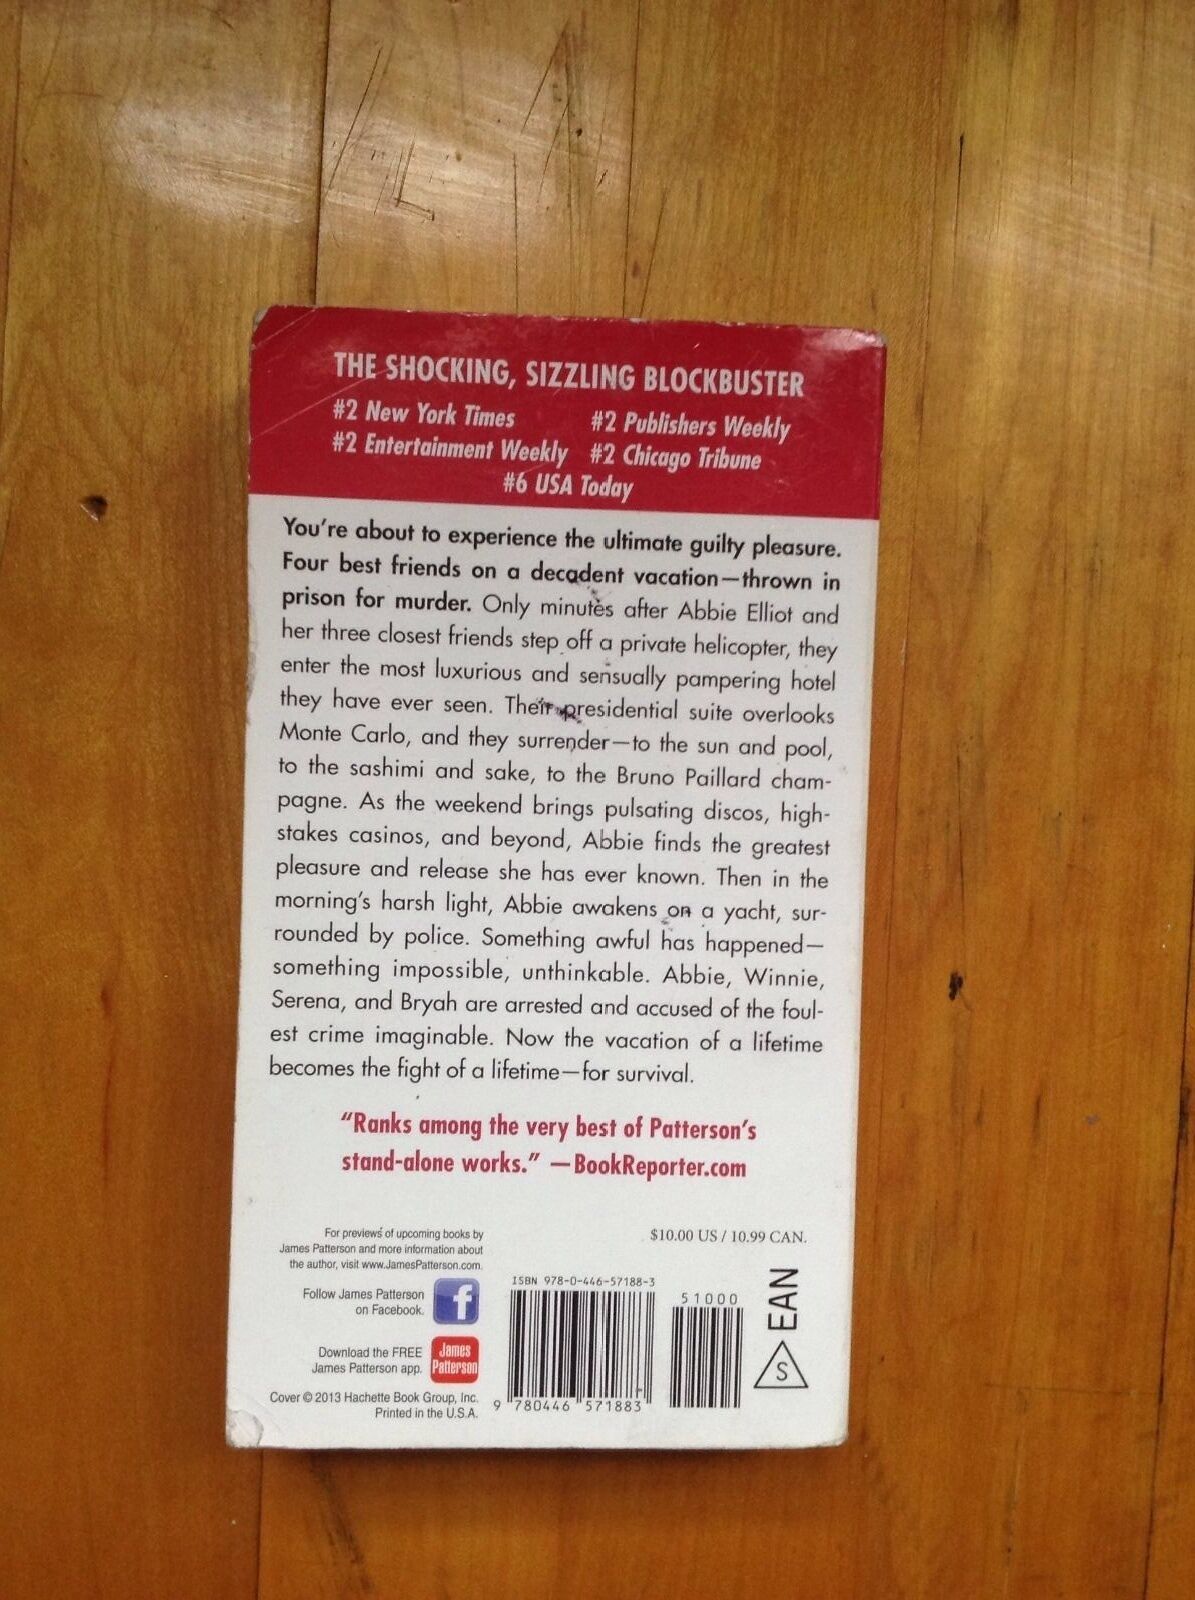 THE SHOCKING, SIZZLING BLOCKBUSTER
#2 New York Times #2 Publishers Weekly
#2 Entertainment Weekly #2 Chicago Tribune
#6 USA Today
You're about to experience the ultimate guilty pleasure.
Four best friends on a decadent vacation—thrown in
prison for murder. Only minutes after Abbie Elliot and
her three closest friends step off a private helicopter, they
enter the most luxurious and sensually pampering hotel
they have ever seen. Their presidential suite overlooks
Monte Carlo, and they surrender—to the sun and pool,
to the sashimi and sake, to the Bruno Paillard cham-
pagne. As the weekend brings pulsating discos, high-
stakes casinos, and beyond, Abbie finds the greatest
pleasure and release she has ever known. Then in the
morning's harsh light, Abbie awakens on a yacht, sur-
rounded by police. Something awful has happened—
something impossible, unthinkable. Abbie, Winnie,
Serena, and Bryah are arrested and accused of the foul-
est crime imaginable. Now the vacation of a lifetime
becomes the fight of a lifetime—for survival.
"Ranks among the very best of Patterson's
stand-alone works." —BookReporter.com
For previews of upcoming books by
James Patterson and more information about
the author, visit www.JamesPatterson.com.
Follow James Patterson
on Facebook.
f
Download the FREE
James Patterson app.
James
Patterson
Cover © 2013 Hachette Book Group, Inc.
Printed in the U.S.A.
$10.00 US / 10.99 CAN.
ISBN 978-0-446-57188-3
51000
9 780446 571883
EAN
S